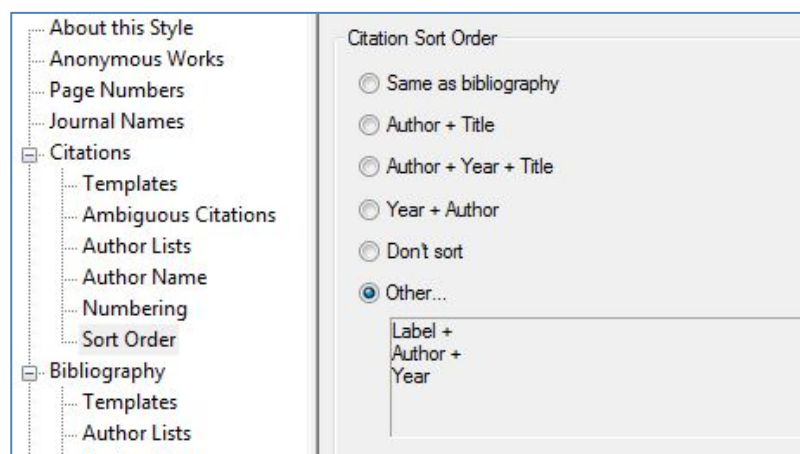 About this Style
Anonymous Works
Page Numbers
Journal Names
Citations
Templates
Ambiguous Citations
Author Lists
Author Name
Numbering
Sort Order
Bibliography
Templates
Author Lists
Citation Sort Order
Same as bibliography
Author + Title
Author + Year + Title
Year + Author
Don't sort
Other...
Label +
Author +
Year